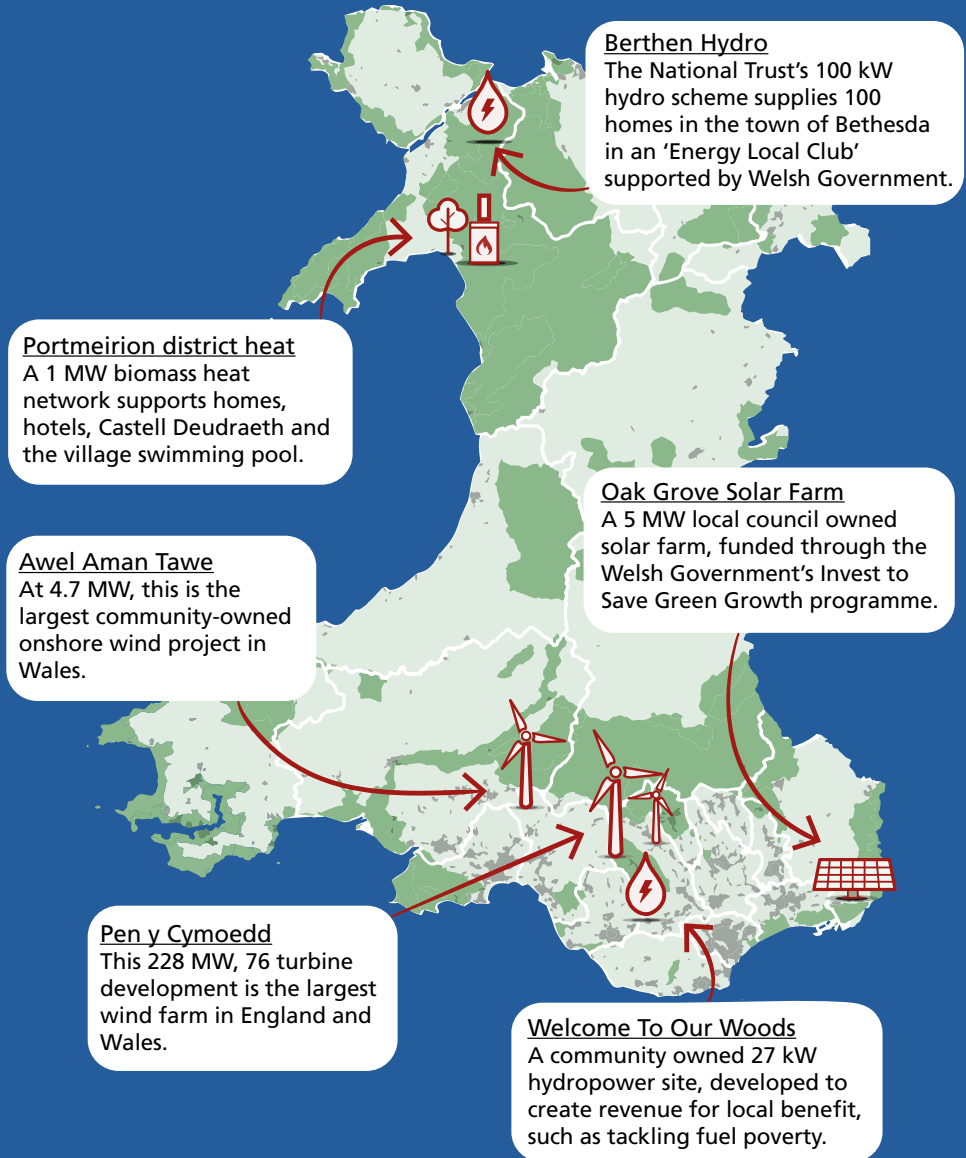 Berthen Hydro
The National Trust’s 100 kW
hydro scheme supplies 100
homes in the town of Bethesda
in an ‘Energy Local Club’
supported by Welsh Government.
Portmeirion district heat
A 1 MW biomass heat
network supports homes,
hotels, Castell Deudraeth and
the village swimming pool.
Oak Grove Solar Farm
A 5 MW local council owned
solar farm, funded through the
Welsh Government’s Invest to
Save Green Growth programme.
Awel Aman Tawe
At 4.7 MW, this is the
largest community-owned
onshore wind project in
Wales.
Pen y Cymoedd
This 228 MW, 76 turbine
development is the largest
wind farm in England and
Wales.
Welcome To Our Woods
A community owned 27 kW
hydropower site, developed to
create revenue for local benefit,
such as tackling fuel poverty.